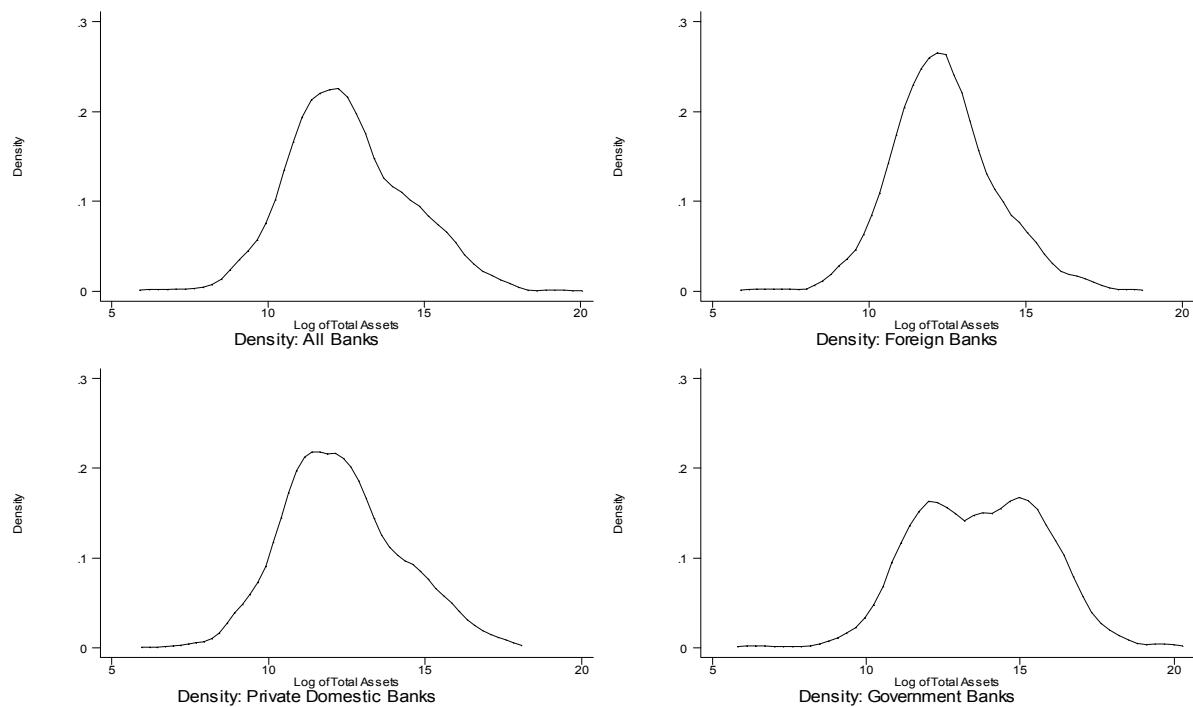 .3
.2
Density
.1
0
5 10 15 20
Log of Total Assets
Density: All Banks
.3
.2
Density
.1
0
5 10 15 20
Log of Total Assets
Density: Foreign Banks
.3
.2
Density
.1
0
5 10 15 20
Log of Total Assets
Density: Private Domestic Banks
.3
.2
Density
.1
0
5 10 15 20
Log of Total Assets
Density: Government Banks